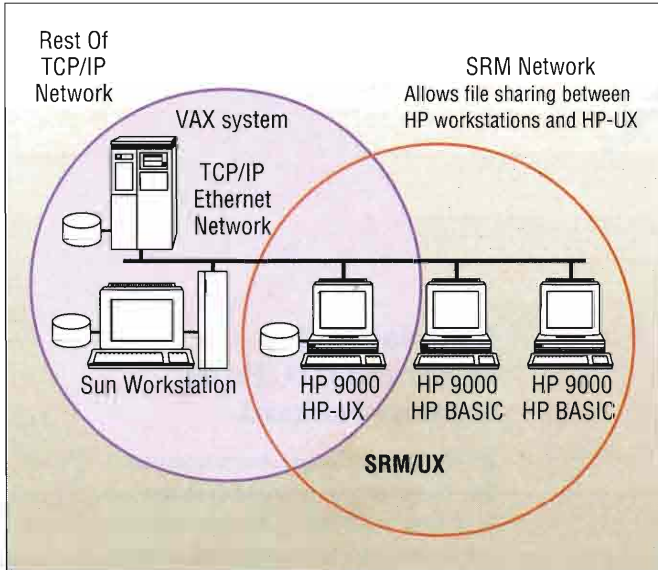 Rest Of
TCP/IP
Network
SRM Network
Allows file sharing between
HP workstations and HP-UX
VAX system
TCP/IP
Ethernet
Network
Sun Workstation
HP 9000
HP-UX
HP 9000
HP BASIC
HP 9000
HP BASIC
SRM/UX